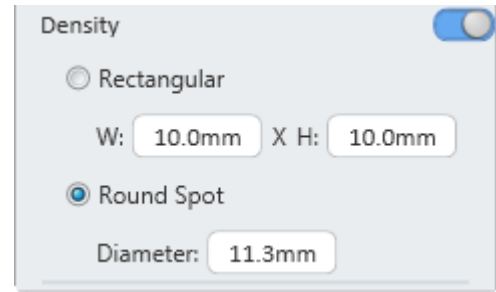 Density
Rectangular
W: 10.0mm X H: 10.0mm
Round Spot
Diameter: 11.3mm